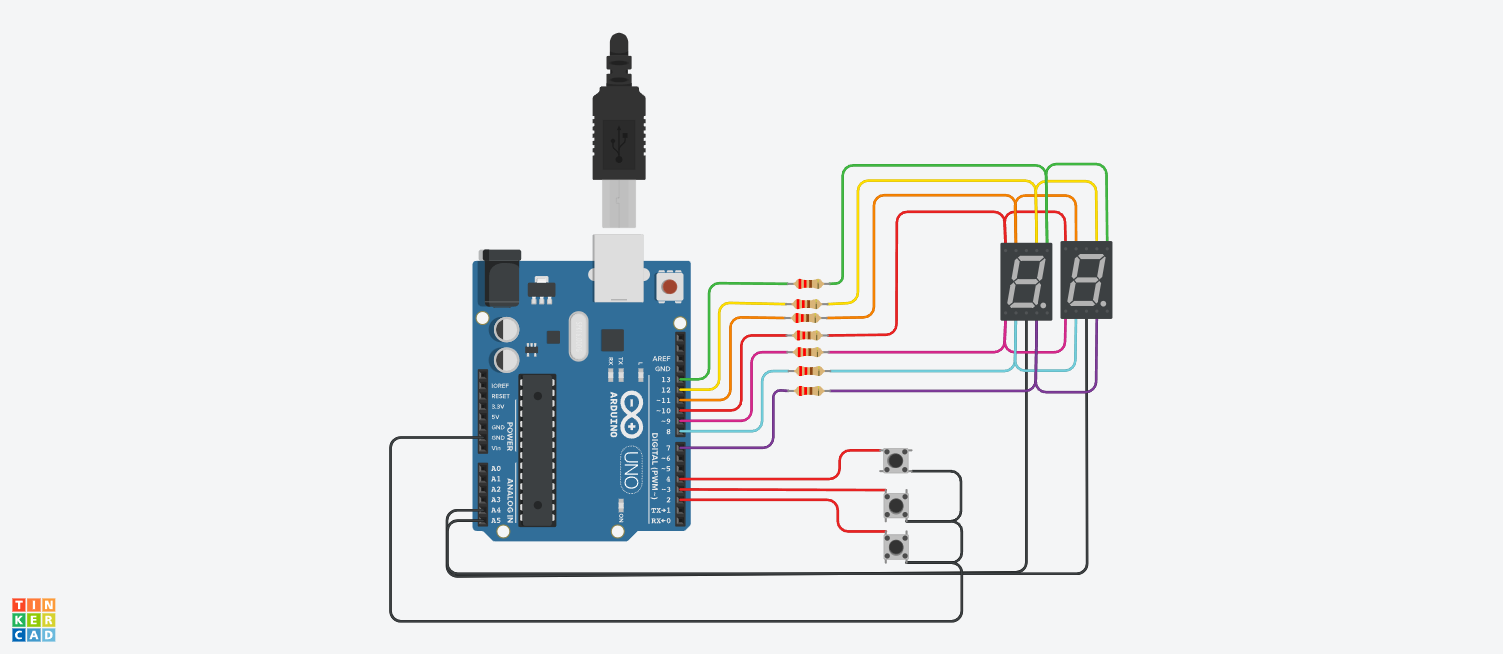 AREF
GND
13
12
~11
~10
~9
8
7
~6
~5
4
~3
2
TX→1
RX←0
DIGITAL (PWM~)
IOREF
RESET
3.3V
5V
GND
GND
Vin
POWER
A0
A1
A2
A3
A4
A5
ANALOG IN
RX
TX
L
ARDUINO
UNO
ON
TIN
KER
CAD